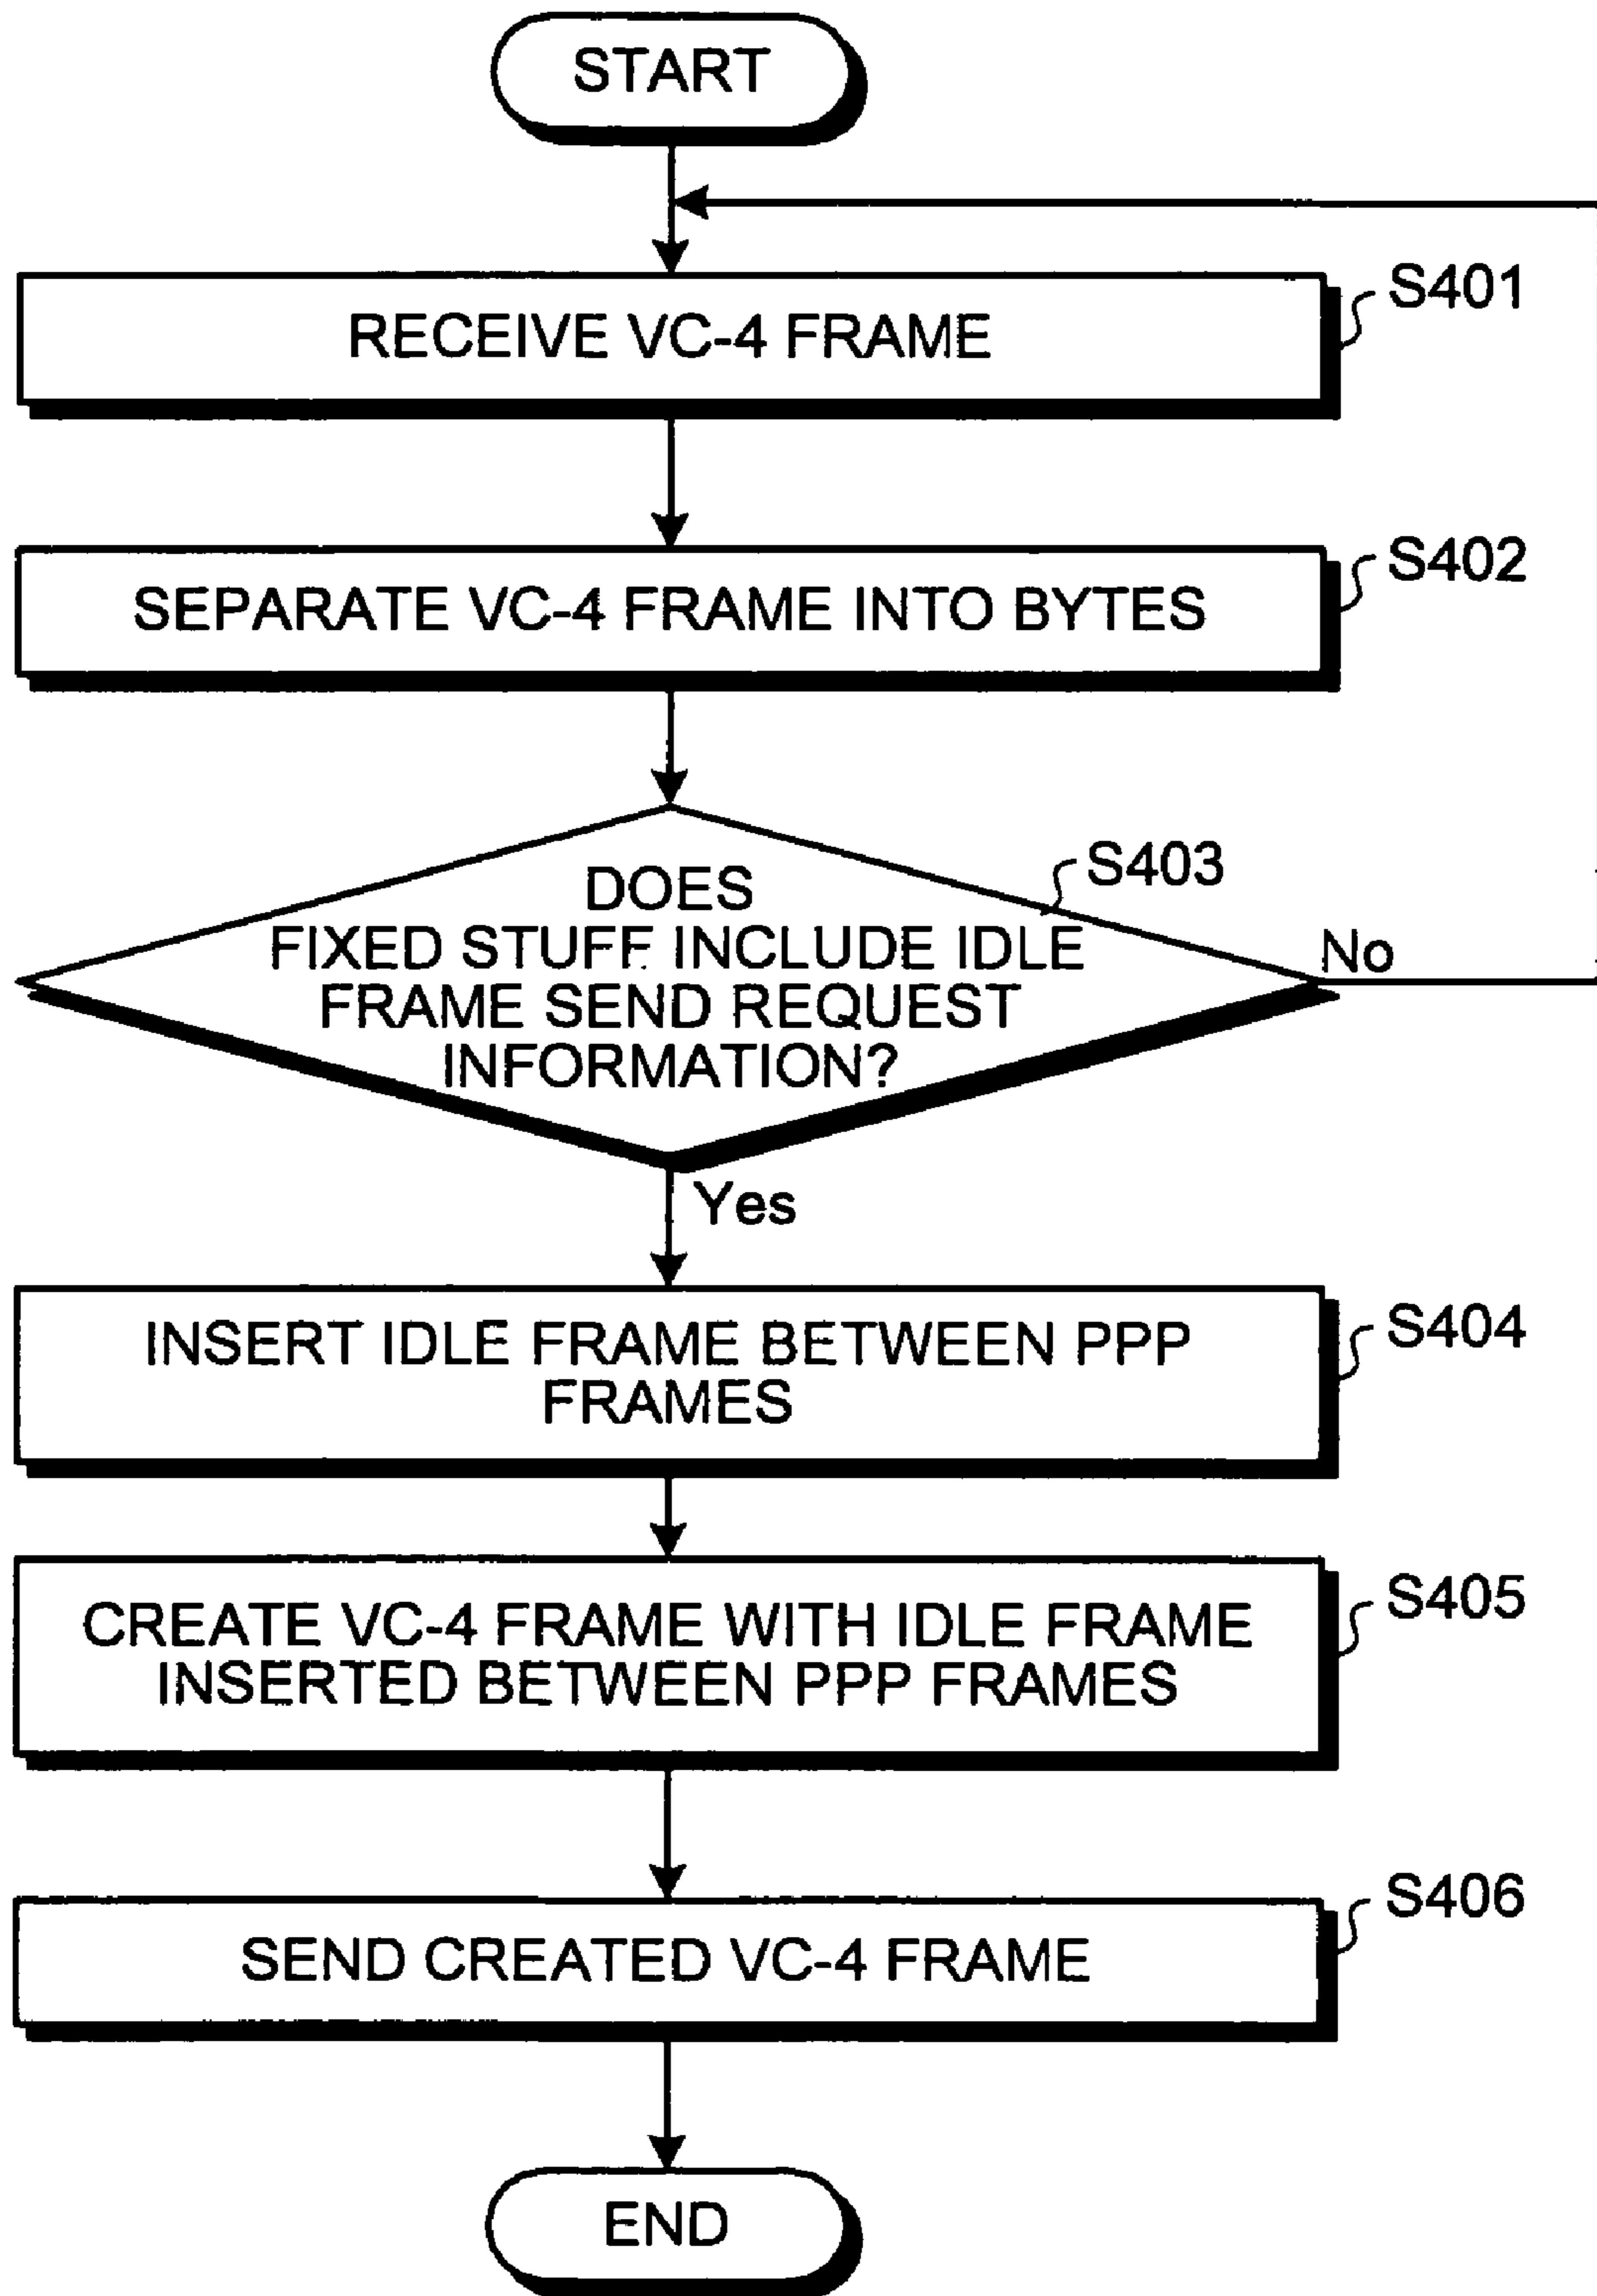 START
RECEIVE VC-4 FRAME
S401
SEPARATE VC-4 FRAME INTO BYTES
S402
DOES
FIXED STUFF INCLUDE IDLE
FRAME SEND REQUEST
INFORMATION?
S403
No
Yes
INSERT IDLE FRAME BETWEEN PPP
FRAMES
S404
CREATE VC-4 FRAME WITH IDLE FRAME
INSERTED BETWEEN PPP FRAMES
S405
SEND CREATED VC-4 FRAME
S406
END